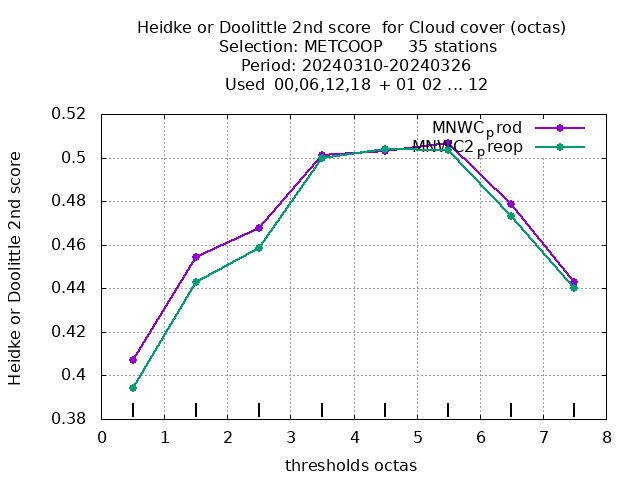 Heidke or Doolittle 2nd score  for Cloud cover (octas)
Selection: METCOOP     35 stations
Period: 20240310-20240326
Used  00,06,12,18 + 01 02 ... 12
Heidke or Doolittle 2nd score
0.52
0.5
0.48
0.46
0.44
0.42
0.4
0.38
MNWC_prod
MNWC2_preop
0 1 2 3 4 5 6 7 8
thresholds octas